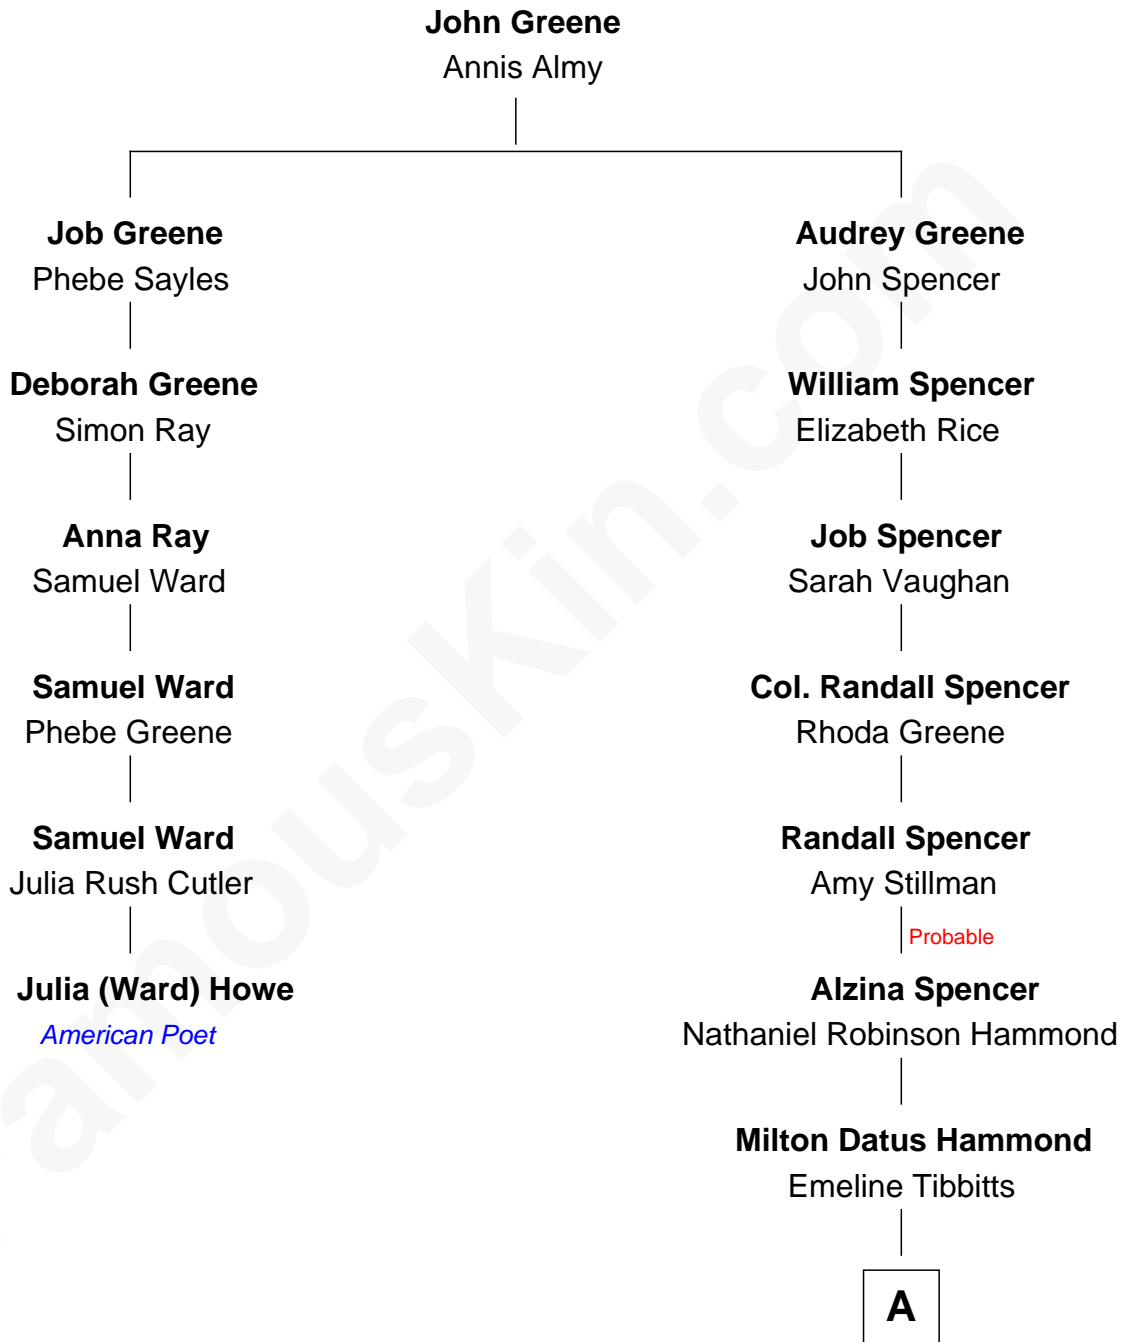 John Greene
Annis Almy
Job Greene
Phebe Sayles
Audrey Greene
John Spencer
Deborah Greene
Simon Ray
William Spencer
Elizabeth Rice
Anna Ray
Samuel Ward
Job Spencer
Sarah Vaughan
Samuel Ward
Phebe Greene
Col. Randall Spencer
Rhoda Greene
Samuel Ward
Julia Rush Cutler
Randall Spencer
Amy Stillman
Probable
Julia (Ward) Howe
American Poet
Alzina Spencer
Nathaniel Robinson Hammond
Milton Datus Hammond
Emeline Tibbitts
A
amousKin.com